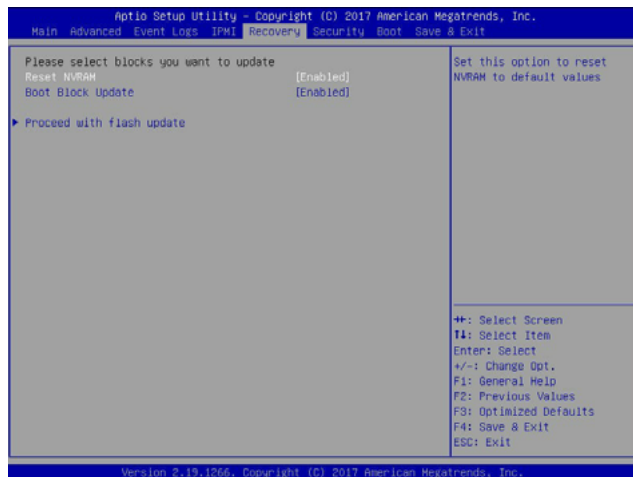 Aptio Setup Utility – Copyright (C) 2017 American Megatrends, Inc.
Main Advanced Event Logs IPMI Recovery Security Boot Save & Exit
Please select blocks you want to update
Reset NVRAM [Enabled]
Boot Block Update [Enabled]
▶ Proceed with flash update
Set this option to reset
NVRAM to default values
→←: Select Screen
↑↓: Select Item
Enter: Select
+/-: Change Opt.
F1: General Help
F2: Previous Values
F3: Optimized Defaults
F4: Save & Exit
ESC: Exit
Version 2.19.1266. Copyright (C) 2017 American Megatrends, Inc.